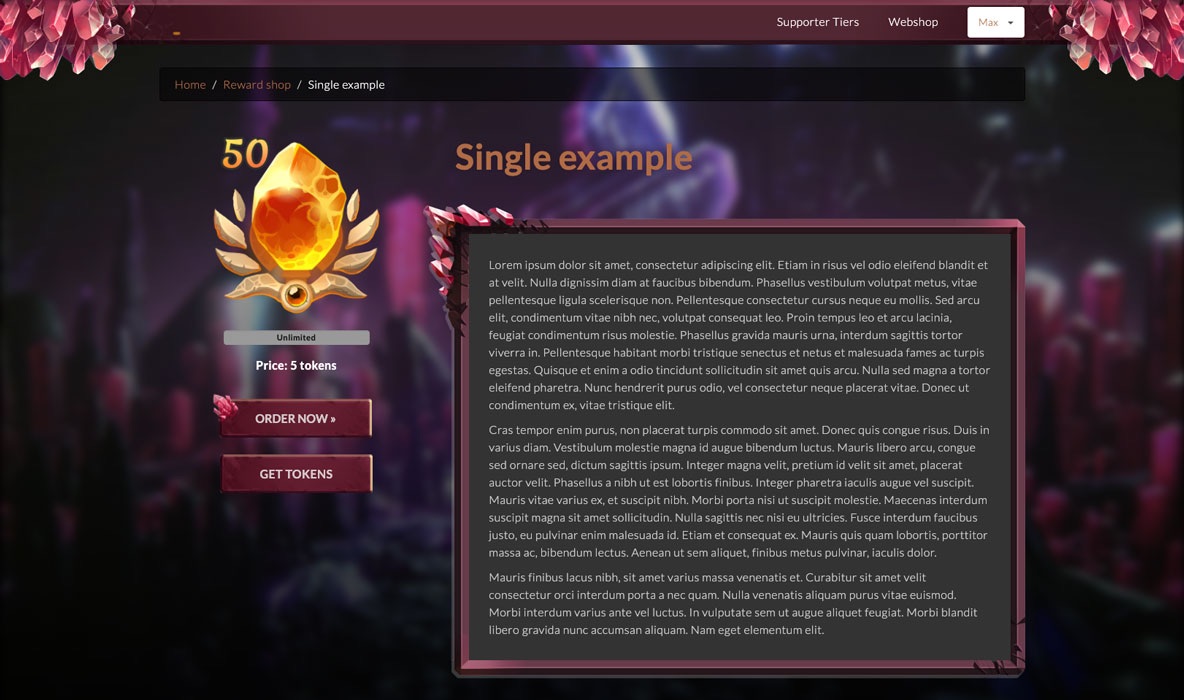 Supporter Tiers
Webshop
Max
Home / Reward shop / Single example
50
Unlimited
Price: 5 tokens
ORDER NOW »
GET TOKENS
Single example
Lorem ipsum dolor sit amet, consectetur adipiscing elit. Etiam in risus vel odio eleifend blandit et
at velit. Nulla dignissim diam at faucibus bibendum. Phasellus vestibulum volutpat metus, vitae
pellentesque ligula scelerisque non. Pellentesque consectetur cursus neque eu mollis. Sed arcu
elit, condimentum vitae nibh nec, volutpat consequat leo. Proin tempus leo et arcu lacinia,
feugiat condimentum risus molestie. Phasellus gravida mauris urna, interdum sagittis tortor
viverra in. Pellentesque habitant morbi tristique senectus et netus et malesuada fames ac turpis
egestas. Quisque et enim a odio tincidunt sollicitudin sit amet quis arcu. Nulla sed magna a tortor
eleifend pharetra. Nunc hendrerit purus odio, vel consectetur neque placerat vitae. Donec ut
condimentum ex, vitae tristique elit.
Cras tempor enim purus, non placerat turpis commodo sit amet. Donec quis congue risus. Duis in
varius diam. Vestibulum molestie magna id augue bibendum luctus. Mauris libero arcu, congue
sed ornare sed, dictum sagittis ipsum. Integer magna velit, pretium id velit sit amet, placerat
auctor velit. Phasellus a nibh ut est lobortis finibus. Integer pharetra iaculis augue vel suscipit.
Mauris vitae varius ex, et suscipit nibh. Morbi porta nisi ut suscipit molestie. Maecenas interdum
suscipit magna sit amet sollicitudin. Nulla sagittis nec nisi eu ultricies. Fusce interdum faucibus
justo, eu pulvinar enim malesuada id. Etiam et consequat ex. Mauris quis quam lobortis, porttitor
massa ac, bibendum lectus. Aenean ut sem aliquet, finibus metus pulvinar, iaculis dolor.
Mauris finibus lacus nibh, sit amet varius massa venenatis et. Curabitur sit amet velit
consectetur orci interdum porta a nec quam. Nulla venenatis aliquam purus vitae euismod.
Morbi interdum varius ante vel luctus. In vulputate sem ut augue aliquet feugiat. Morbi blandit
libero gravida nunc accumsan aliquam. Nam eget elementum elit.